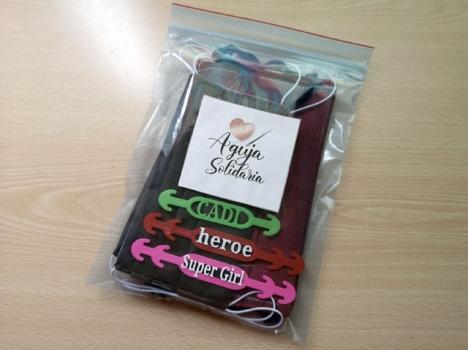 Aguja
Solidaria
CADI
heroe
Super Girl